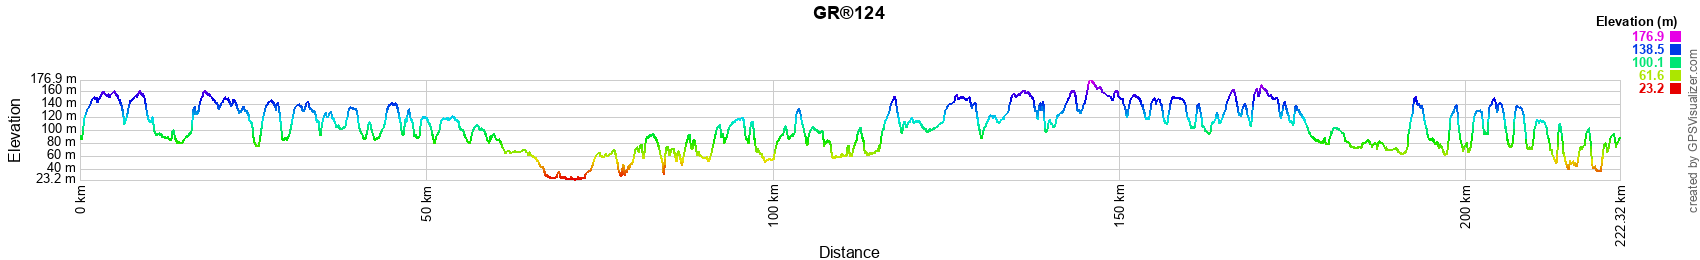 GR®124
Elevation (m)
176.9
138.5
100.1
61.6
23.2
Elevation
176.9 m
160 m
140 m
120 m
100 m
80 m
60 m
40 m
23.2 m
0 km
50 km
100 km
150 km
200 km
222.32 km
Distance
created by GPSVisualizer.com